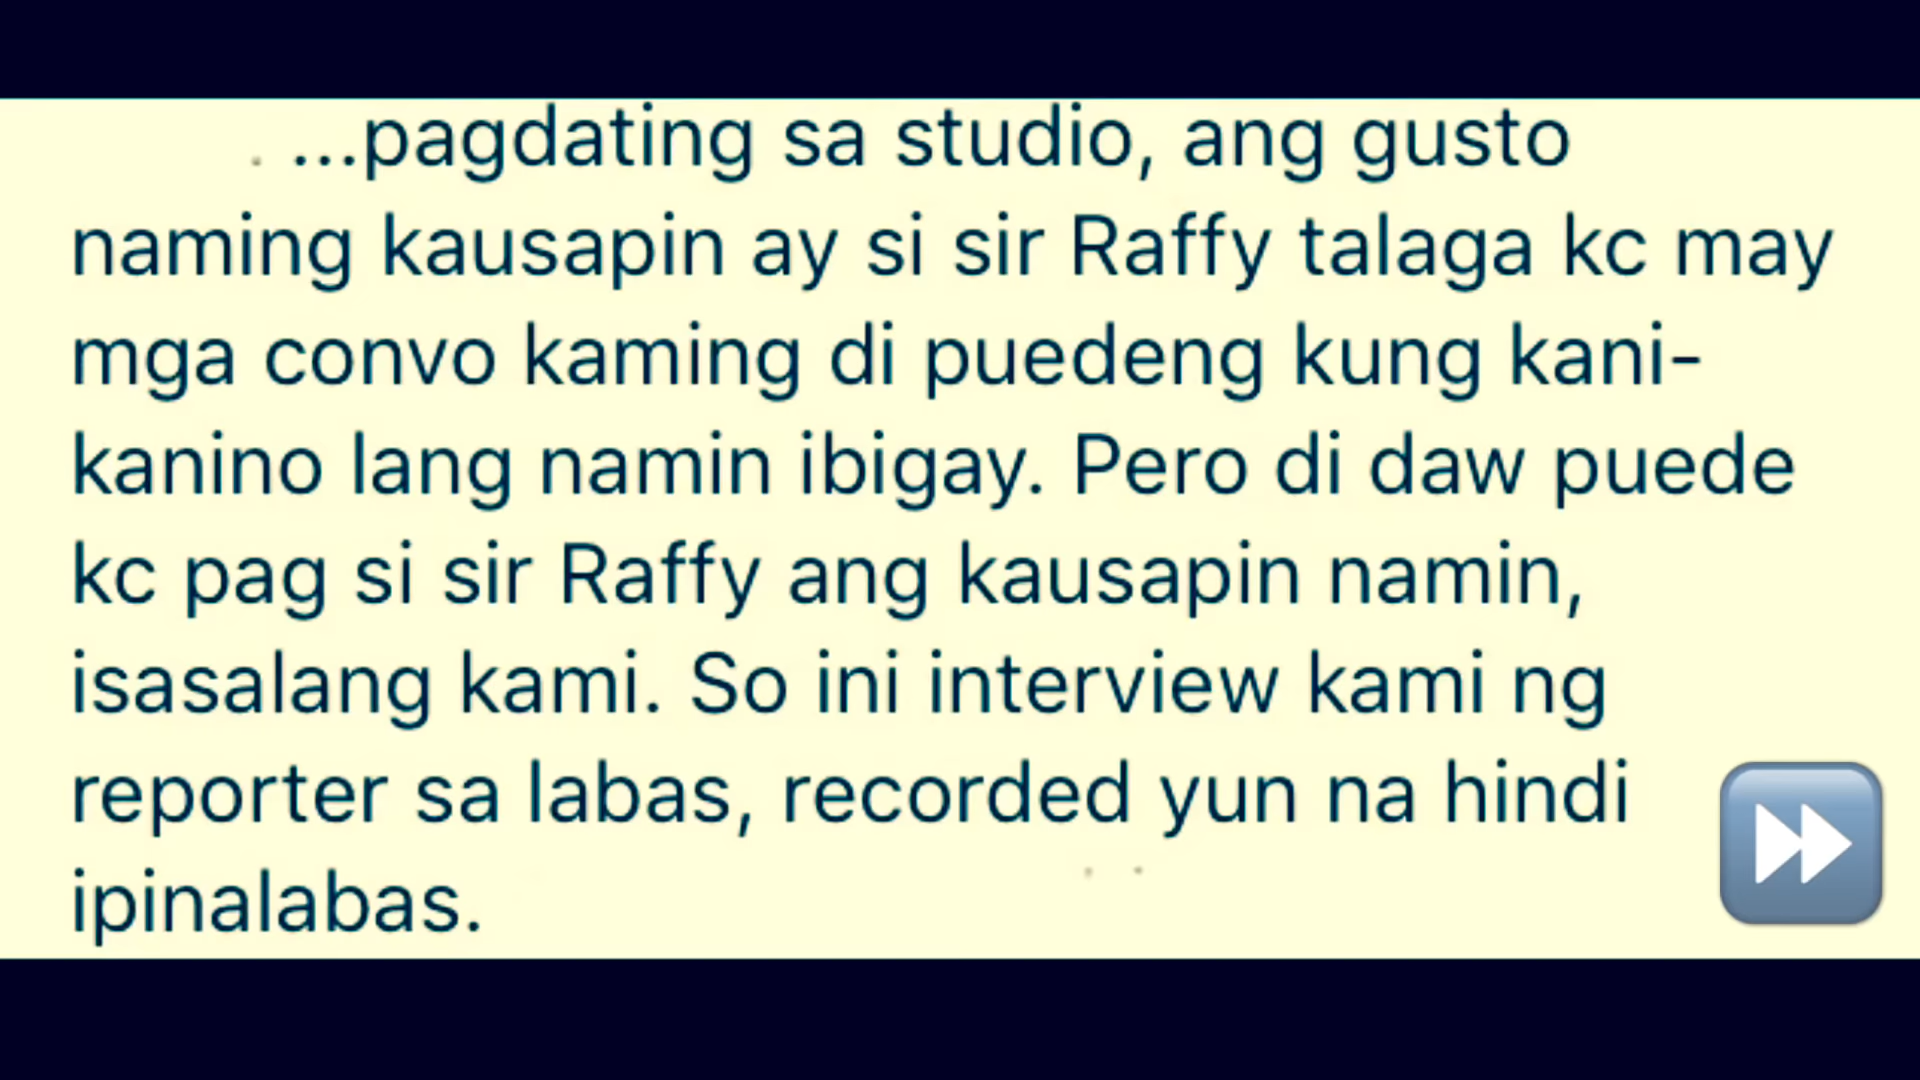 ...pagdating sa studio, ang gusto
naming kausapin ay si sir Raffy talaga kc may
mga convo kaming di puedeng kung kani-
kanino lang namin ibigay. Pero di daw puede
kc pag si sir Raffy ang kausapin namin,
isasalang kami. So ini interview kami ng
reporter sa labas, recorded yun na hindi
ipinalabas.